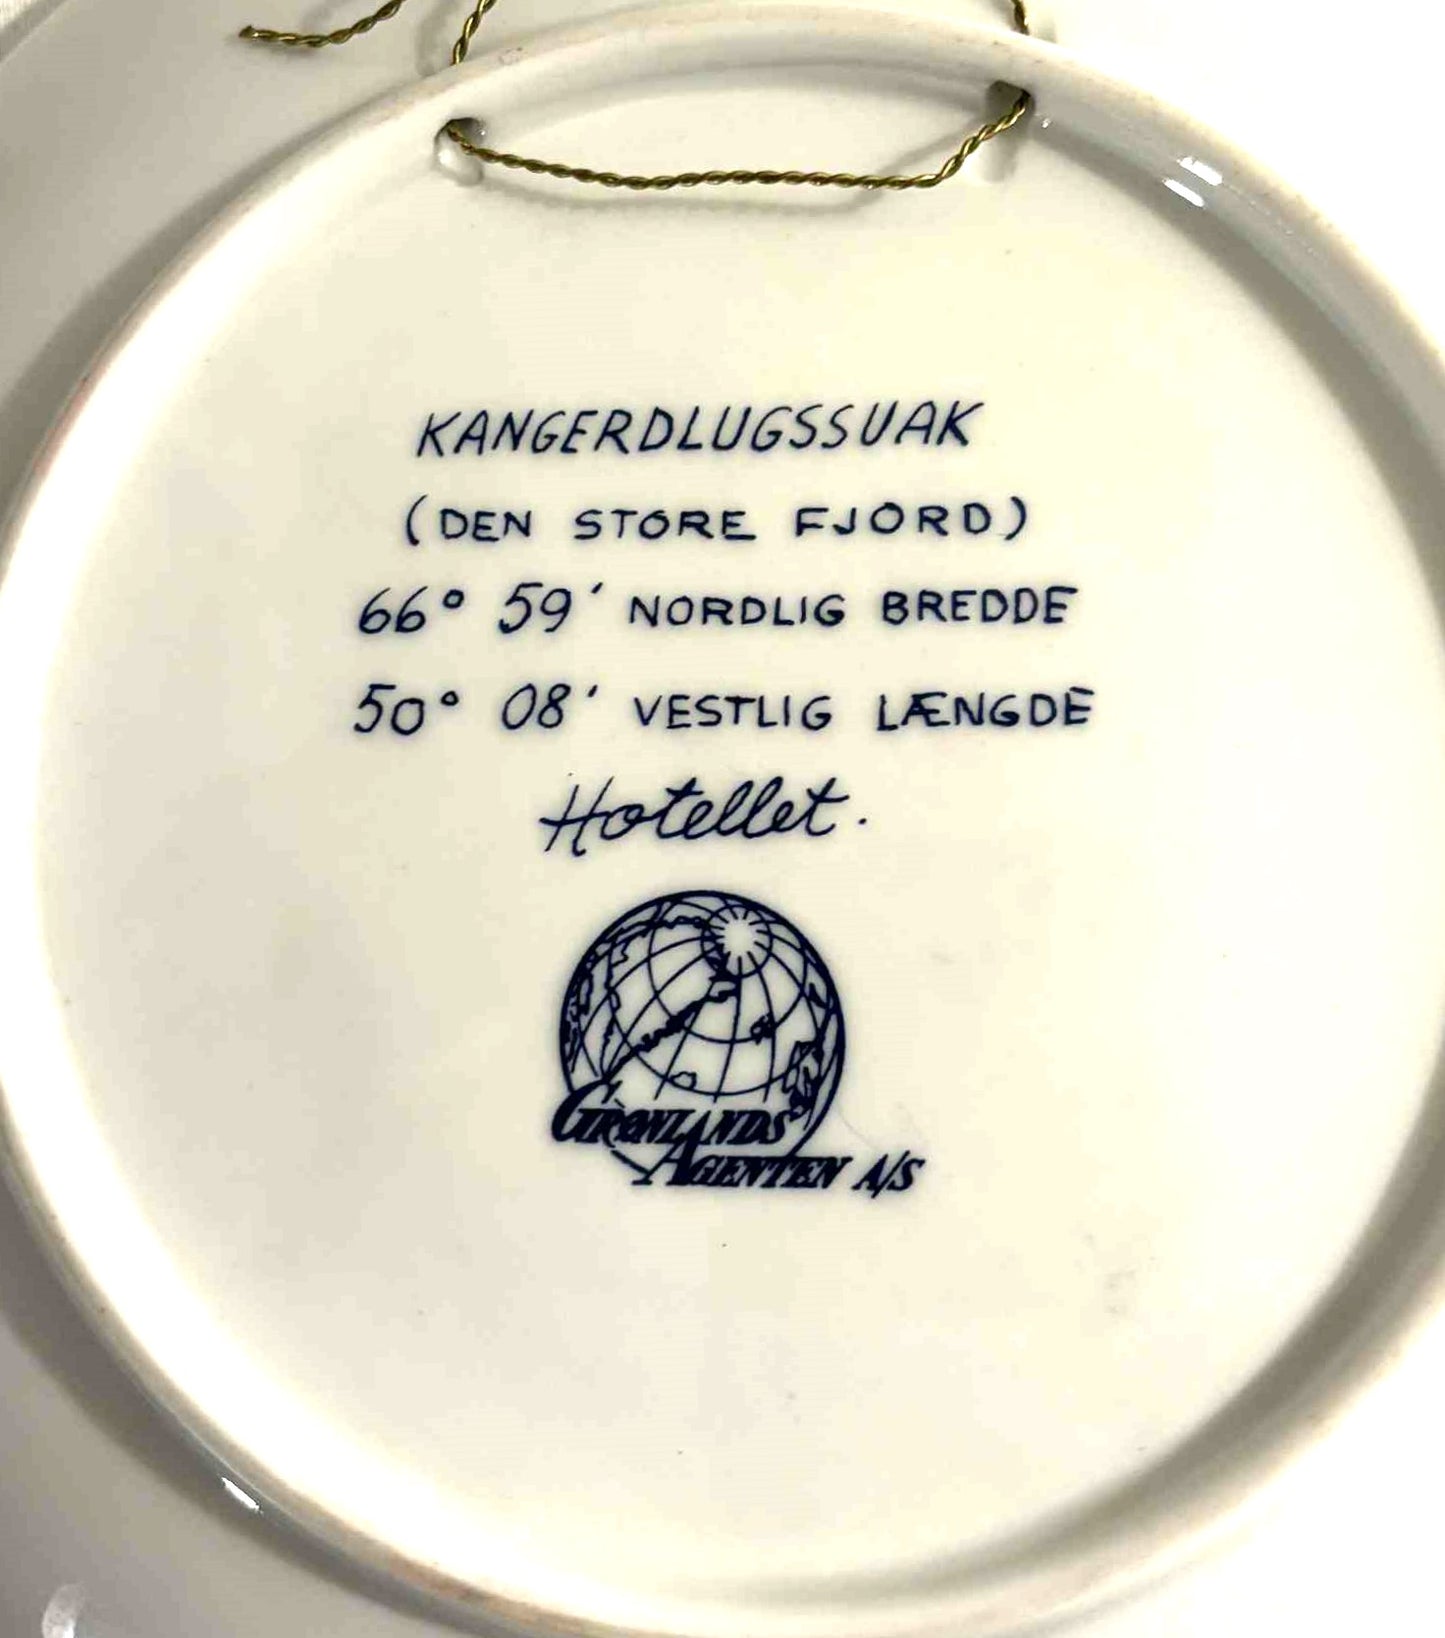 KANGERDLUGSSUAK
(DEN STORE FJORD)
66° 59' NORDLIG BREDDE
50° 08' VESTLIG LÆNGDE
Hotellet.
GRØNLANDS
AGENTEN A/S